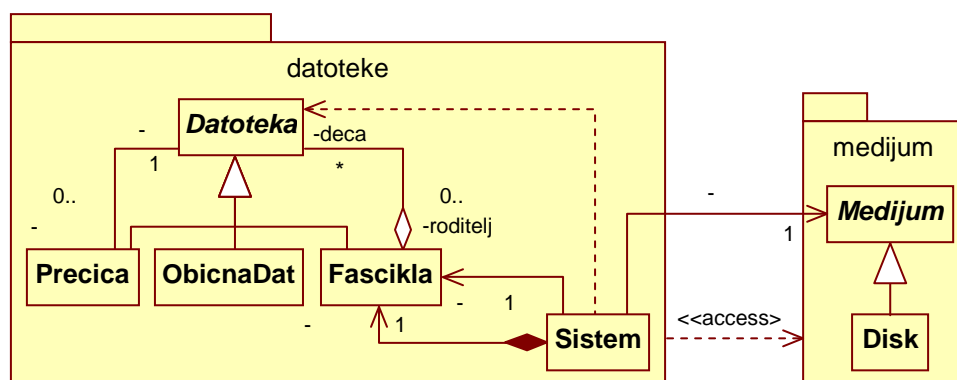 datoteke
Datoteka
-
1
-deca
*
0..
-
0..
-roditelj
Precica
ObicnaDat
Fascikla
-
1
-
1
Sistem
-
1
<<access>
medijum
Medijum
Disk